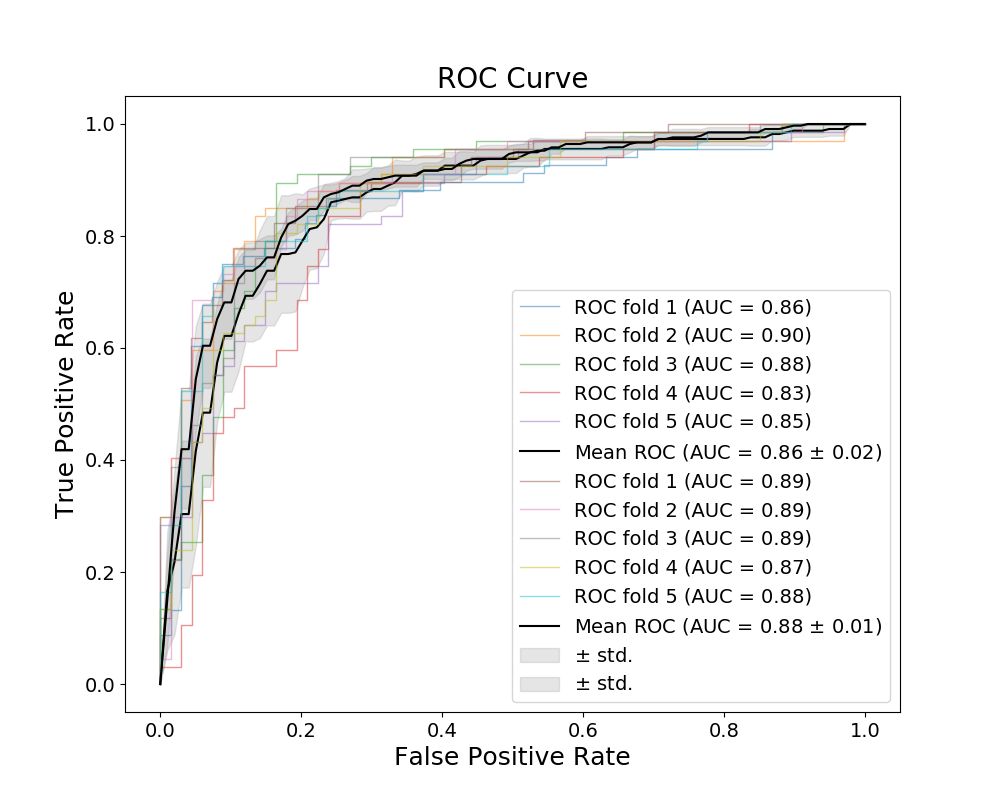 ROC Curve
True Positive Rate
1.0
0.8
0.6
0.4
0.2
0.0
ROC fold 1 (AUC = 0.86)
ROC fold 2 (AUC = 0.90)
ROC fold 3 (AUC = 0.88)
ROC fold 4 (AUC = 0.83)
ROC fold 5 (AUC = 0.85)
Mean ROC (AUC = 0.86 ± 0.02)
ROC fold 1 (AUC = 0.89)
ROC fold 2 (AUC = 0.89)
ROC fold 3 (AUC = 0.89)
ROC fold 4 (AUC = 0.87)
ROC fold 5 (AUC = 0.88)
Mean ROC (AUC = 0.88 ± 0.01)
± std.
± std.
0.0 0.2 0.4 0.6 0.8 1.0
False Positive Rate